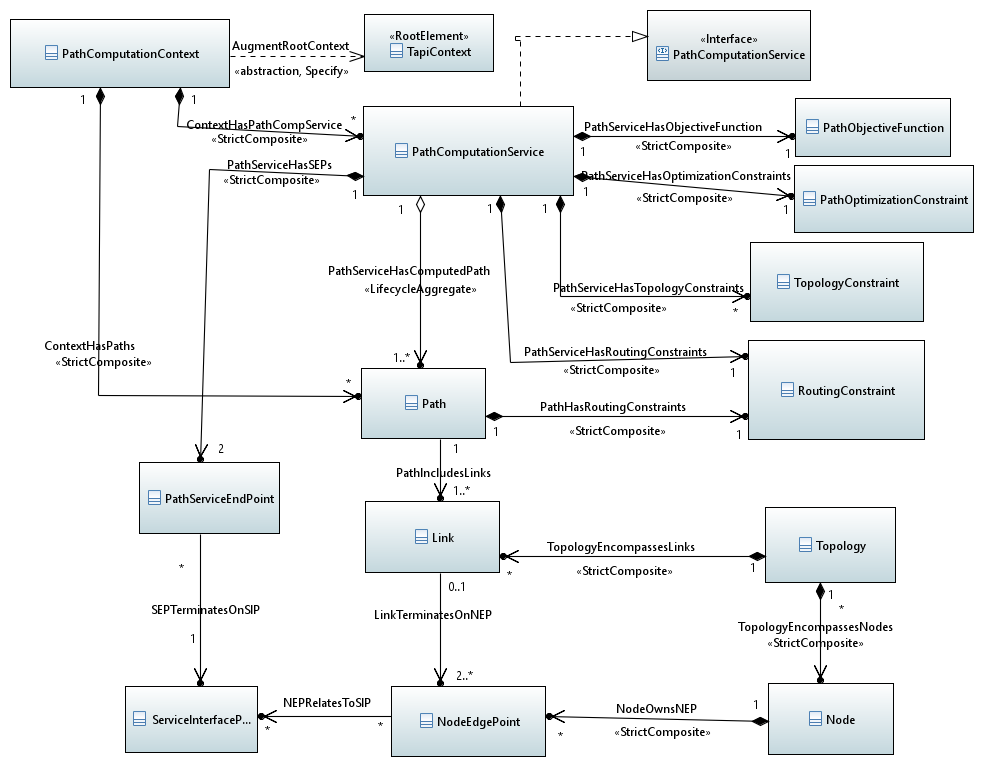 PathComputationContext
AugmentRootContext
«abstraction, Specify»
«RootElement»
TapiContext
«Interface»
PathComputationService
1
1
ContextHasPathCompService
«StrictComposite»
*
PathComputationService
PathServiceHasObjectiveFunction
«StrictComposite»
1
1
PathObjectiveFunction
PathServiceHasSEPs
«StrictComposite»
1
PathServiceHasOptimizationConstraints
«StrictComposite»
1
1
PathOptimizationConstraint
1
1
1
PathServiceHasComputedPath
«LifecycleAggregate»
PathServiceHasTopologyConstraints
«StrictComposite»
*
TopologyConstraint
ContextHasPaths
«StrictComposite»
*
1..*
PathServiceHasRoutingConstraints
«StrictComposite»
1
RoutingConstraint
Path
PathHasRoutingConstraints
«StrictComposite»
1
1
2
1
PathIncludesLinks
1..*
PathServiceEndPoint
Link
TopologyEncompassesLinks
«StrictComposite»
*
1
Topology
*
SEPTerminatesOnSIP
1
0..1
LinkTerminatesOnNEP
2..*
1
*
TopologyEncompassesNodes
«StrictComposite»
ServiceInterfaceP...
NEPRelatesToSIP
*
*
NodeEdgePoint
NodeOwnsNEP
«StrictComposite»
*
1
Node